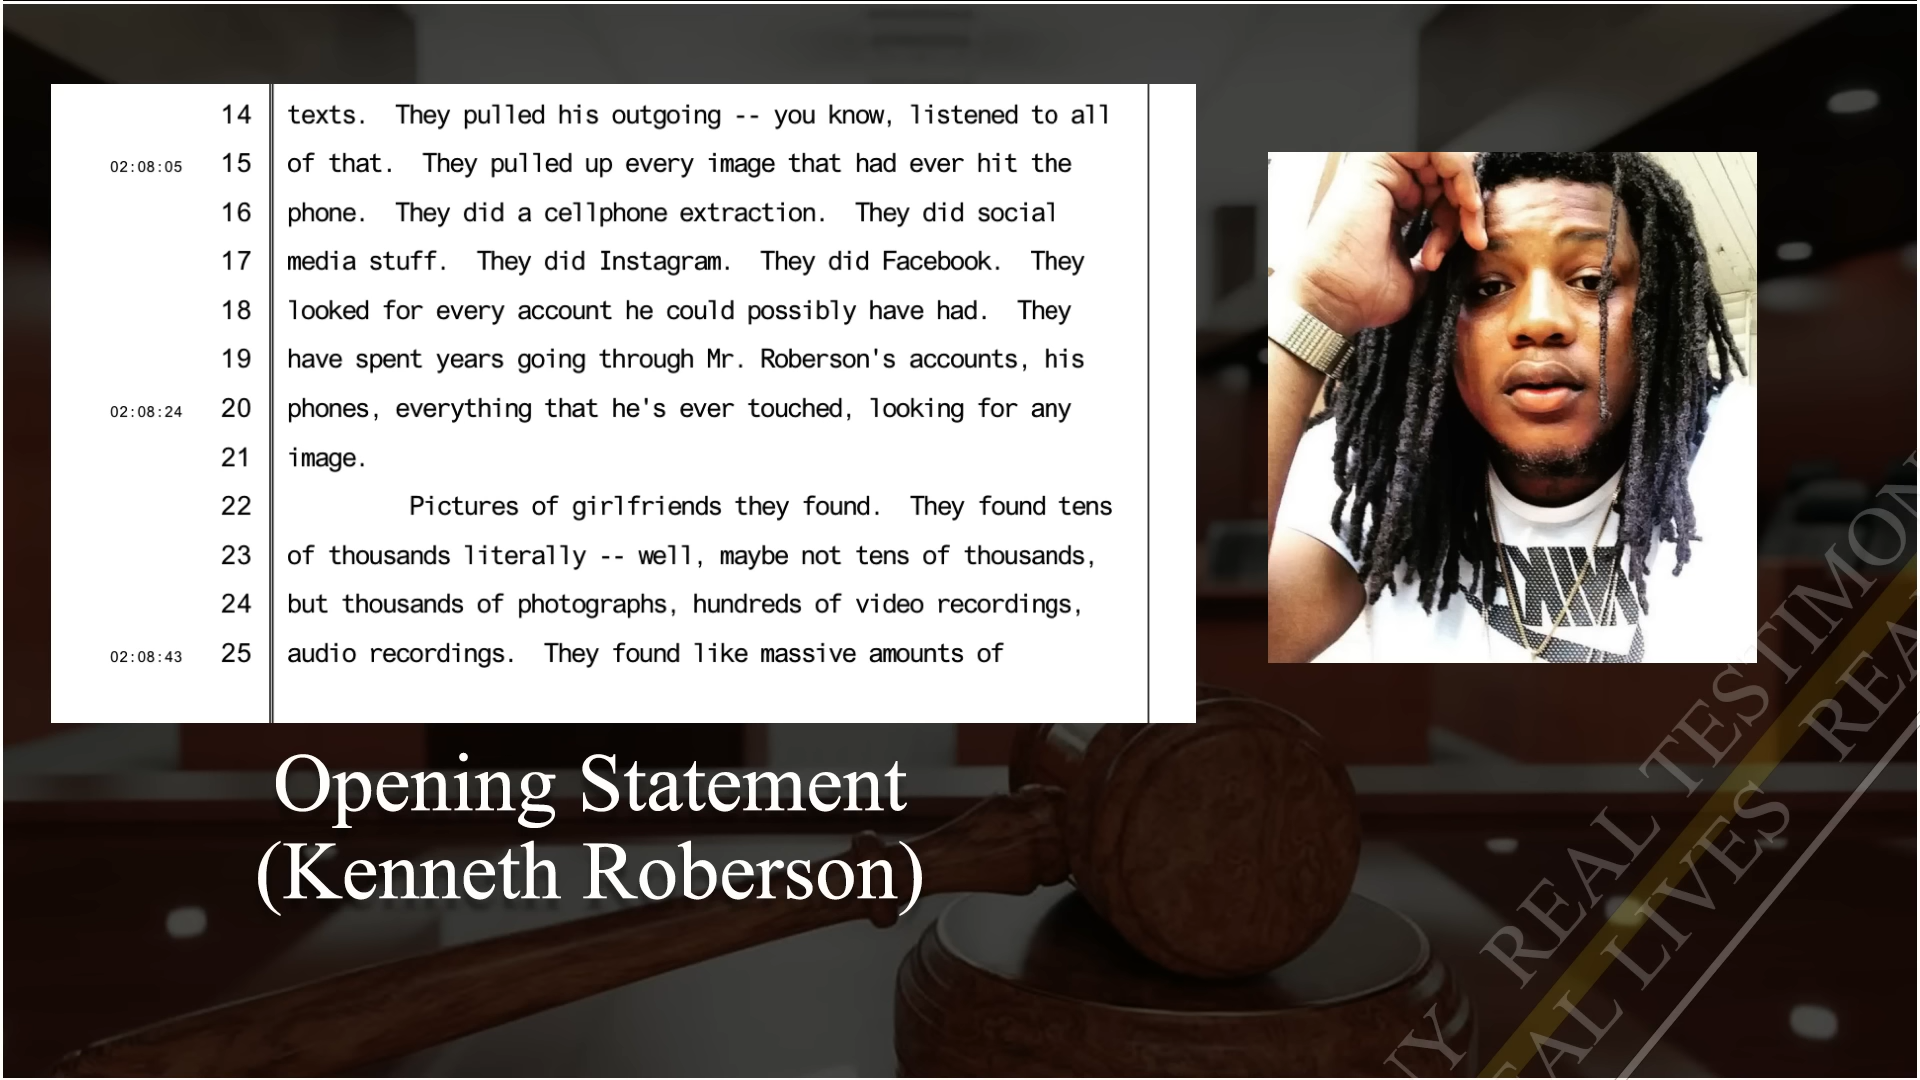 14 texts.  They pulled his outgoing -- you know, listened to all
02:08:05 15 of that.  They pulled up every image that had ever hit the
16 phone.  They did a cellphone extraction.  They did social
17 media stuff.  They did Instagram.  They did Facebook.  They
18 looked for every account he could possibly have had.  They
19 have spent years going through Mr. Roberson's accounts, his
02:08:24 20 phones, everything that he's ever touched, looking for any
21 image.
22 Pictures of girlfriends they found.  They found tens
23 of thousands literally -- well, maybe not tens of thousands,
24 but thousands of photographs, hundreds of video recordings,
02:08:43 25 audio recordings.  They found like massive amounts of
Opening Statement
(Kenneth Roberson)
REAL TESTIMON
LIVES